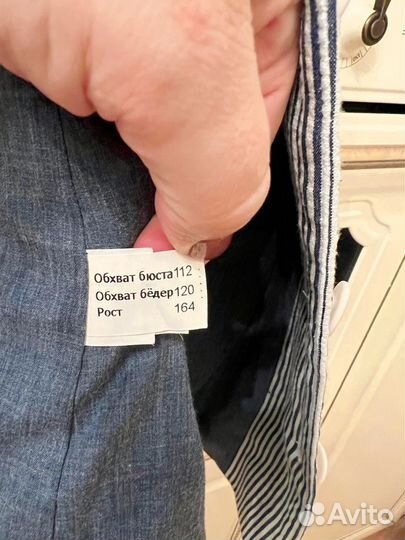 Обхват бюста 112
Обхват бёдер 120
Рост 164
Avito